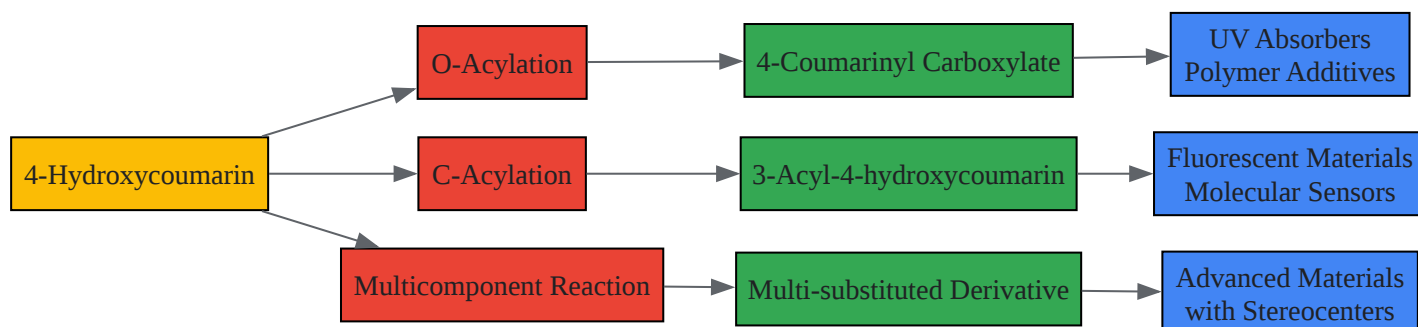 4-Hydroxycoumarin
O-Acylation
4-Coumarinyl Carboxylate
UV Absorbers
Polymer Additives
C-Acylation
3-Acyl-4-hydroxycoumarin
Fluorescent Materials
Molecular Sensors
Multicomponent Reaction
Multi-substituted Derivative
Advanced Materials
with Stereocenters